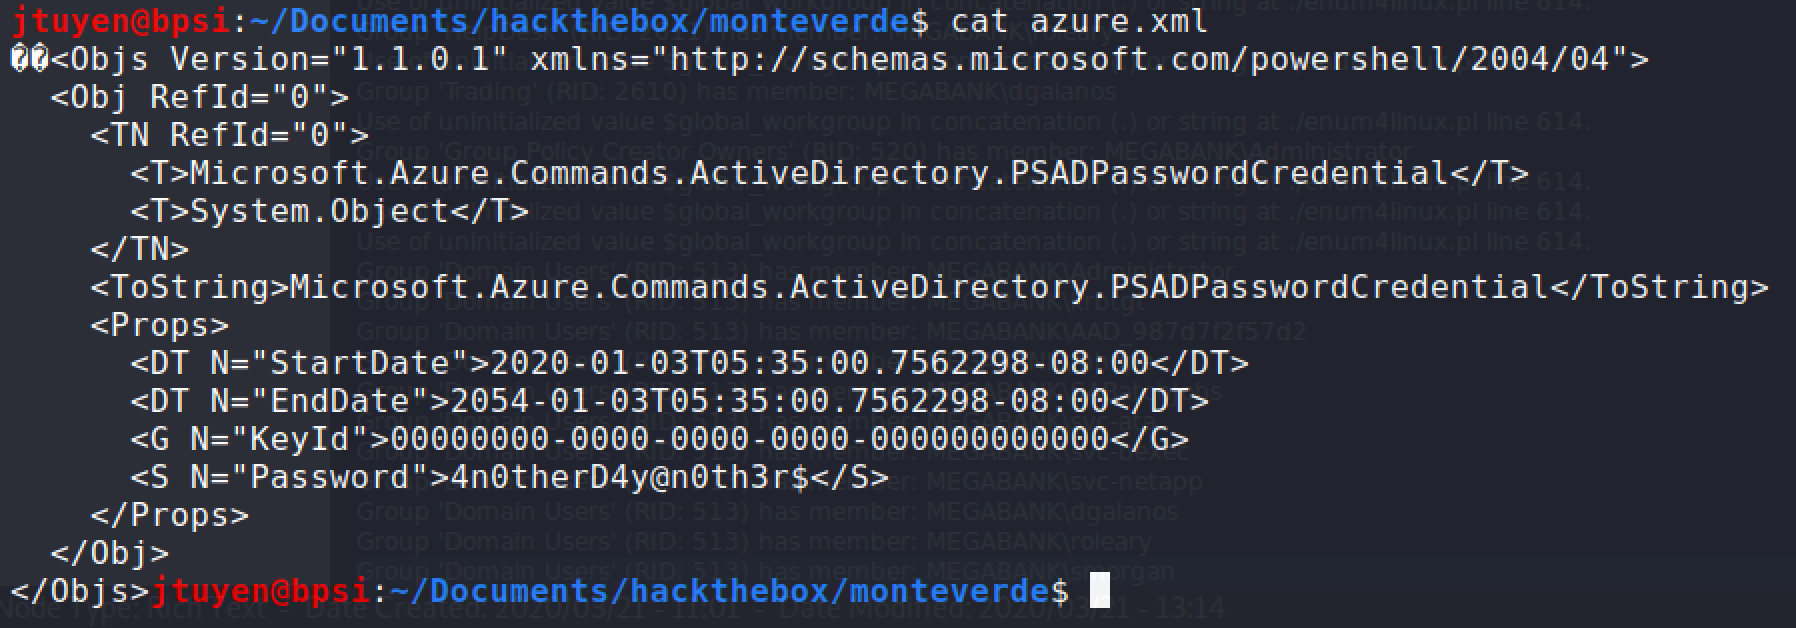 jtuyen@bpsi:~/Documents/hackthebox/monteverde$ cat azure.xml
��<Objs Version="1.1.0.1" xmlns="http://schemas.microsoft.com/powershell/2004/04">
  <Obj RefId="0">
    <TN RefId="0">
      <T>Microsoft.Azure.Commands.ActiveDirectory.PSADPasswordCredential</T>
      <T>System.Object</T>
    </TN>
    <ToString>Microsoft.Azure.Commands.ActiveDirectory.PSADPasswordCredential</ToString>
    <Props>
      <DT N="StartDate">2020-01-03T05:35:00.7562298-08:00</DT>
      <DT N="EndDate">2054-01-03T05:35:00.7562298-08:00</DT>
      <G N="KeyId">00000000-0000-0000-0000-000000000000</G>
      <S N="Password">4n0therD4y@n0th3r$</S>
    </Props>
  </Obj>
</Objs>jtuyen@bpsi:~/Documents/hackthebox/monteverde$